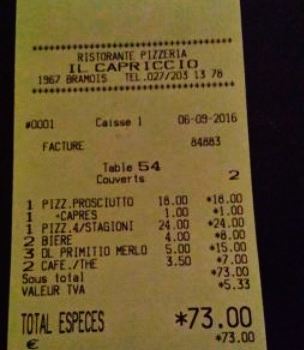 RISTORANTE PIZZERIA
IL CAPRICCIO
1967 BRAMOIS TEL.027/203 13 78
#0001 Caisse 1 06-09-2016
FACTURE 84883
Table 54
Couverts 2
1 PIZZ.PROSCIUTTO 18.00 *18.00
1 *CAPRES 1.00 *1.00
1 PIZZ.4/STAGIONI 24.00 *24.00
2 BIERE 4.00 *8.00
3 DL PRIMITIO MERLO 5.00 *15.00
2 CAFE./THE 3.50 *7.00
Sous total *73.00
VALEUR TVA *5.33
TOTAL ESPECES *73.00
€ *73.00